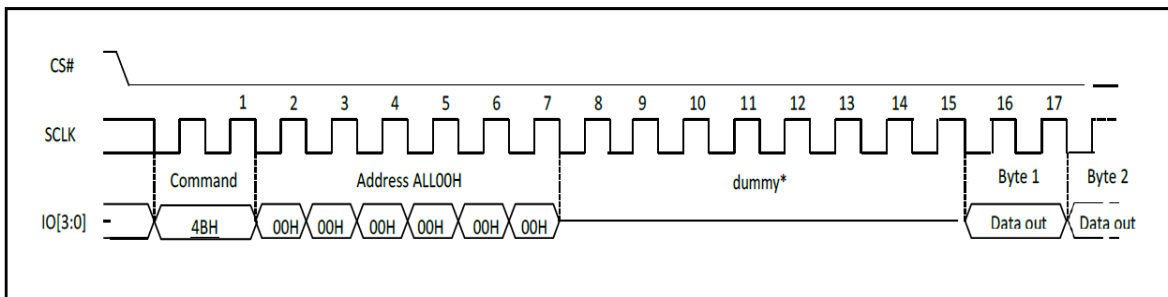 CS#
1 2 3 4 5 6 7 8 9 10 11 12 13 14 15 16 17
SCLK
Command Address ALL00H dummy* Byte 1 Byte 2
IO[3:0] 4BH 00H 00H 00H 00H 00H 00H Data out Data out